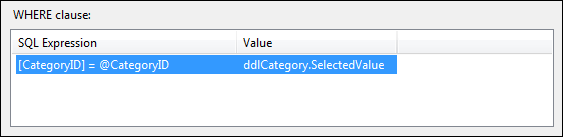 WHERE clause:
SQL Expression Value
[CategoryID] = @CategoryID ddlCategory.SelectedValue